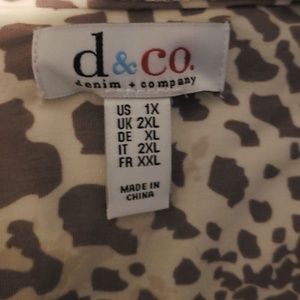 d&co.
denim + company
US 1X
UK 2XL
DE XL
IT 2XL
FR XXL
MADE IN
CHINA